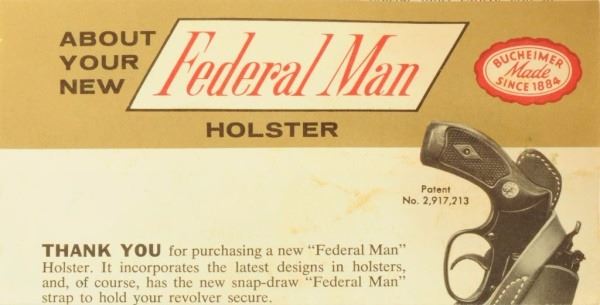 ABOUT
YOUR
NEW
Federal Man
HOLSTER
BUCHEIMER
Made
SINCE 1884
Patent
No. 2,917,213
THANK YOU for purchasing a new "Federal Man"
Holster. It incorporates the latest designs in holsters,
and, of course, has the new snap-draw "Federal Man"
strap to hold your revolver secure.